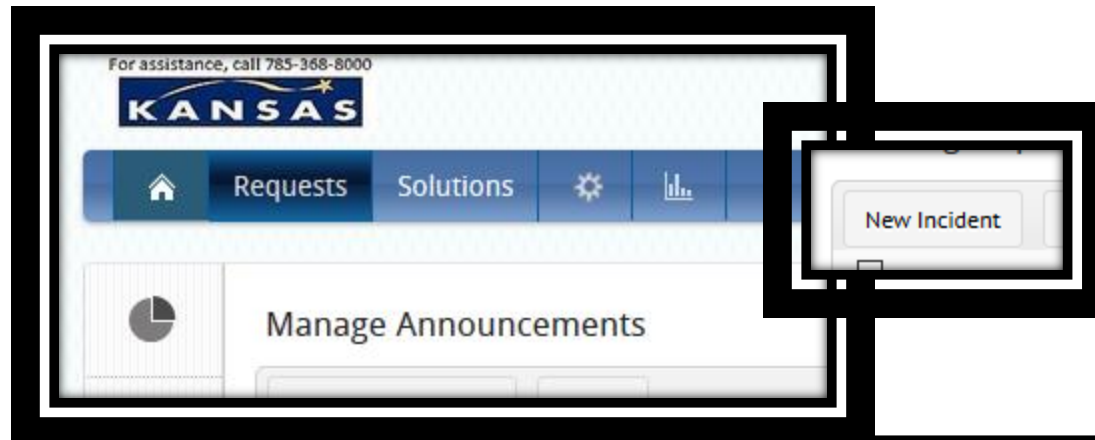 For assistance, call 785-368-8000
KANSAS
Requests Solutions
New Incident
Manage Announcements